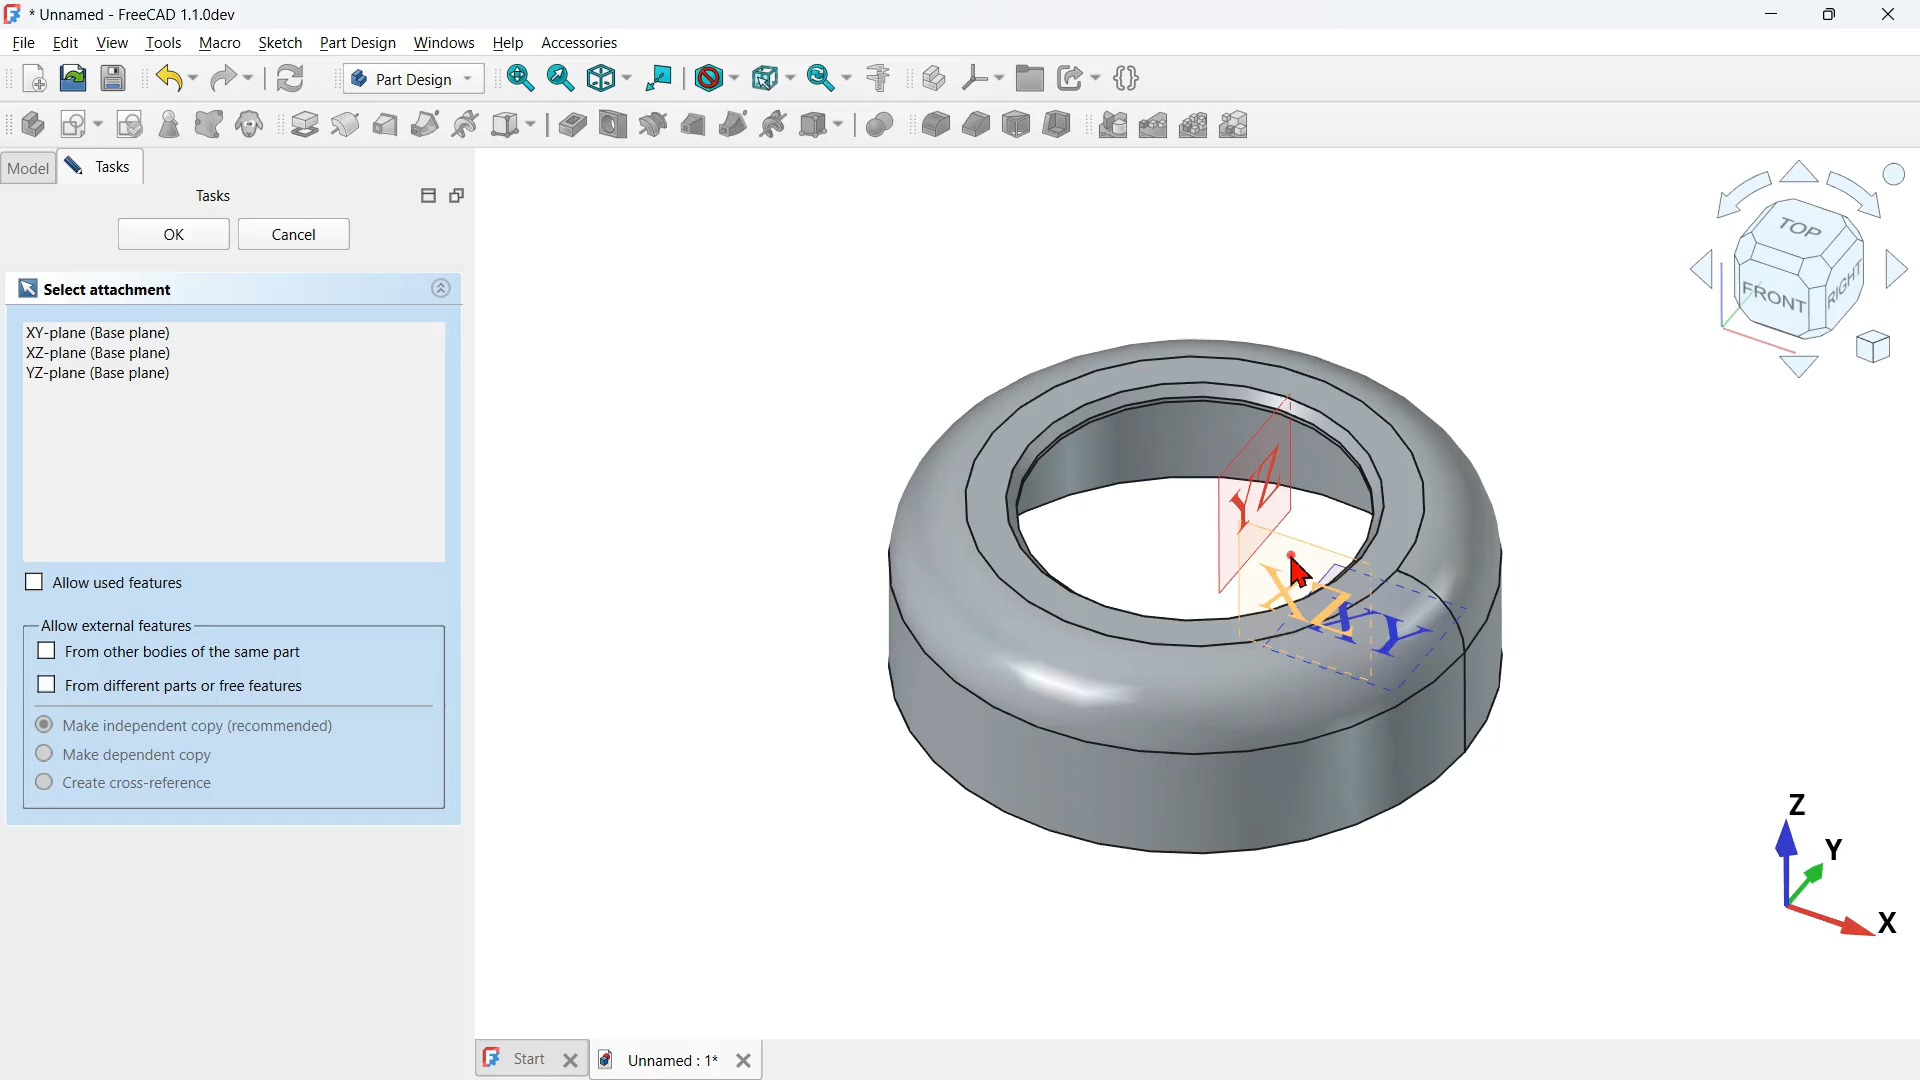 * Unnamed - FreeCAD 1.1.0dev
File Edit View Tools Macro Sketch Part Design Windows Help Accessories
Part Design
Model Tasks
Tasks
OK Cancel
Select attachment
XY-plane (Base plane)
XZ-plane (Base plane)
YZ-plane (Base plane)
Allow used features
Allow external features
From other bodies of the same part
From different parts or free features
Make independent copy (recommended)
Make dependent copy
Create cross-reference
TOP
FRONT
RIGHT
YZ
XZ
XY
Z
Y
X
Start
Unnamed : 1*